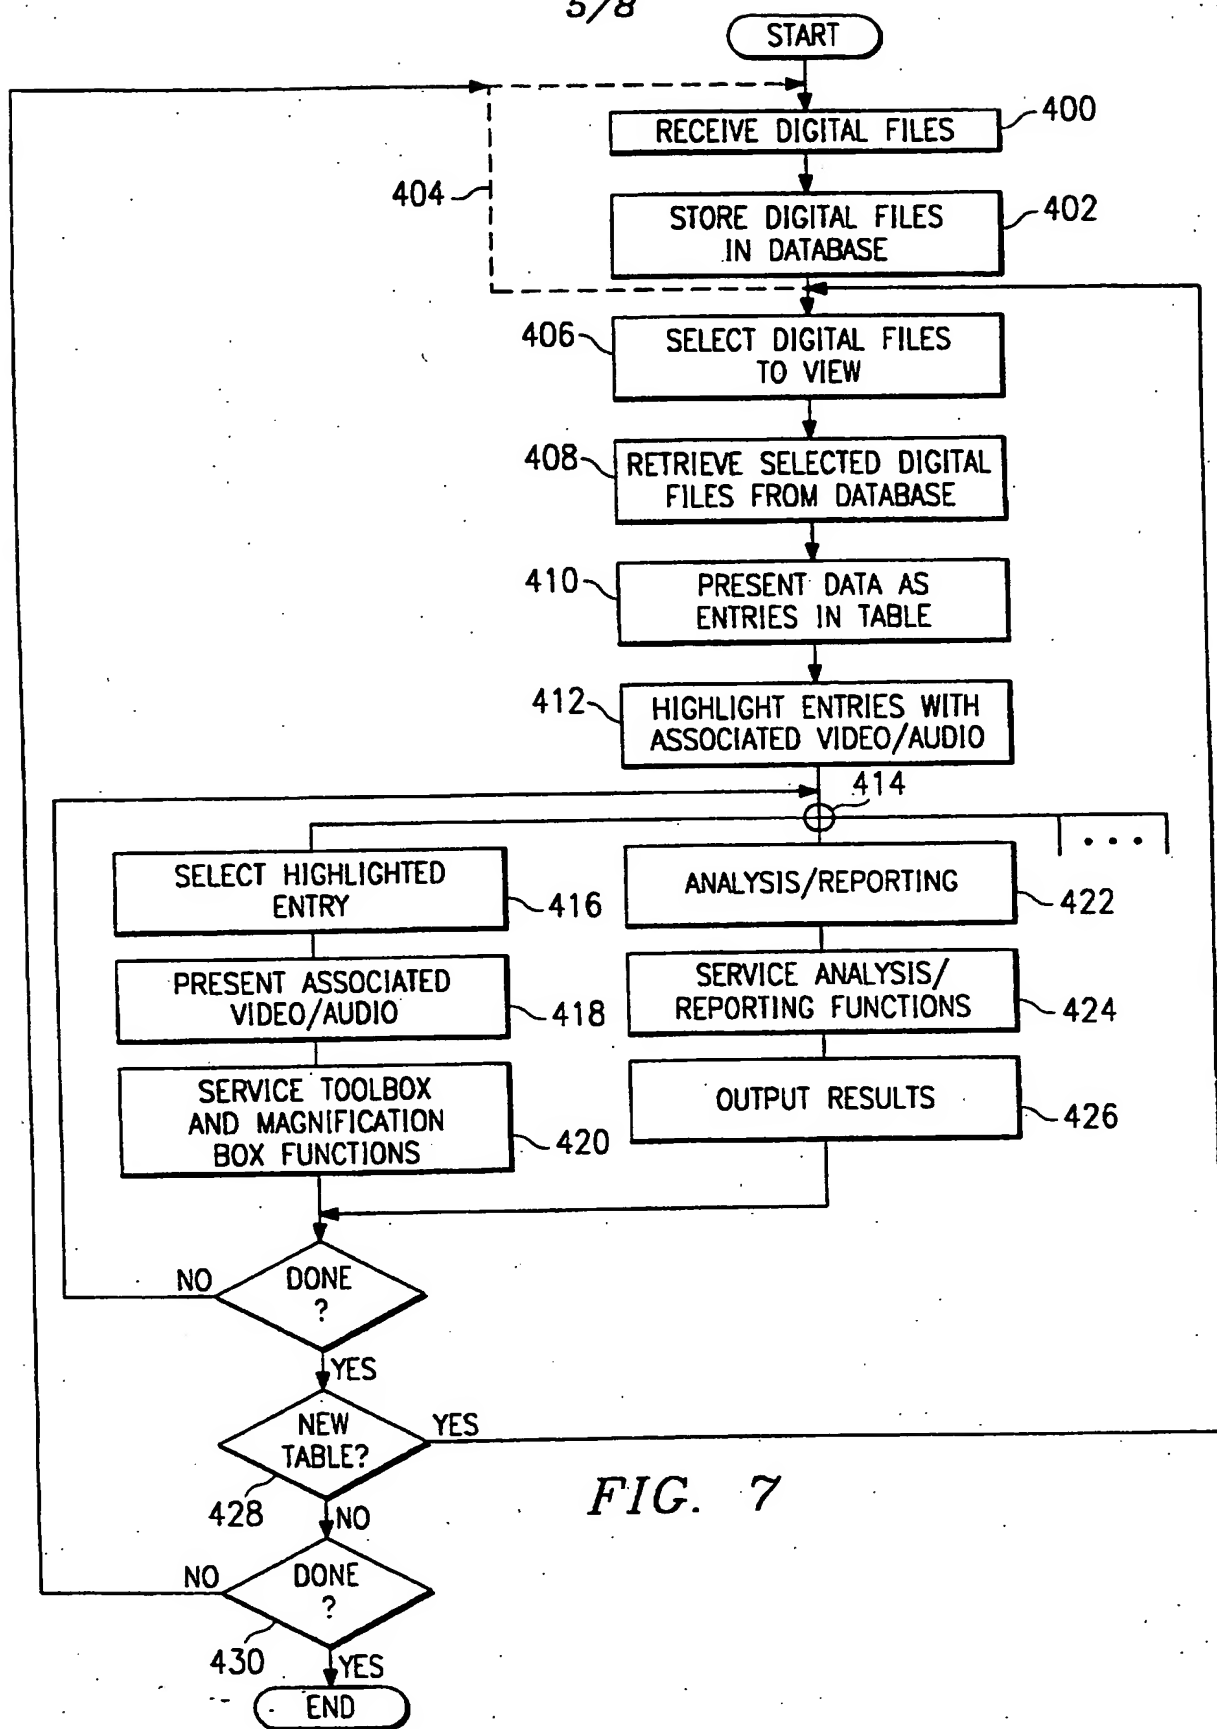 5/8
START
RECEIVE DIGITAL FILES
400
STORE DIGITAL FILES
IN DATABASE
402
404
406
SELECT DIGITAL FILES
TO VIEW
408
RETRIEVE SELECTED DIGITAL
FILES FROM DATABASE
410
PRESENT DATA AS
ENTRIES IN TABLE
412
HIGHLIGHT ENTRIES WITH
ASSOCIATED VIDEO/AUDIO
414
SELECT HIGHLIGHTED
ENTRY
416
ANALYSIS/REPORTING
422
• • •
PRESENT ASSOCIATED
VIDEO/AUDIO
418
SERVICE ANALYSIS/
REPORTING FUNCTIONS
424
SERVICE TOOLBOX
AND MAGNIFICATION
BOX FUNCTIONS
420
OUTPUT RESULTS
426
NO
DONE
?
YES
NEW
TABLE?
YES
428
NO
FIG. 7
NO
DONE
?
430
YES
END